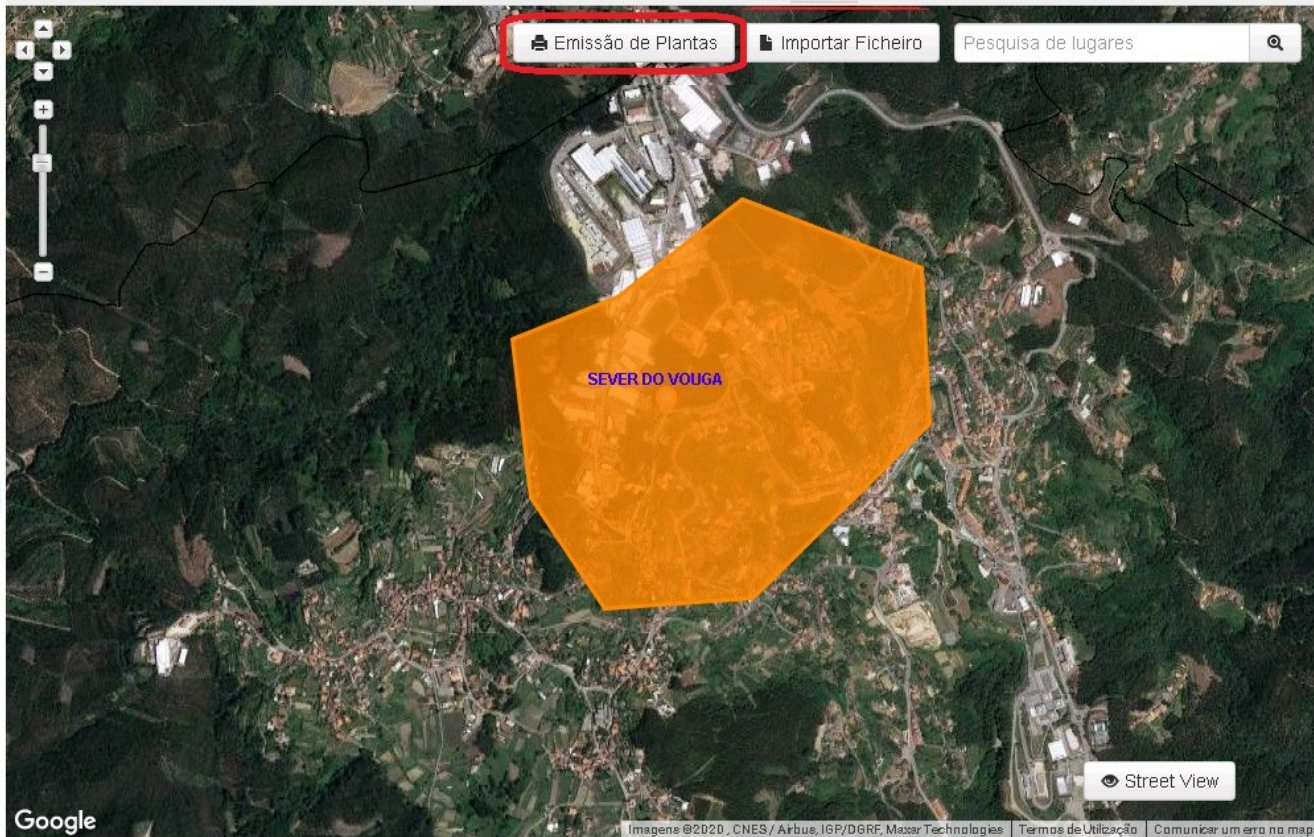 Emissão de Plantas
Importar Ficheiro
Pesquisa de lugares
SEVER DO VOUGA
Street View
Google
Imagens ©2020, CNES / Airbus, IGP/DGRF, Maxar Technologies
Termos de Utilização
Comunicar um erro no map